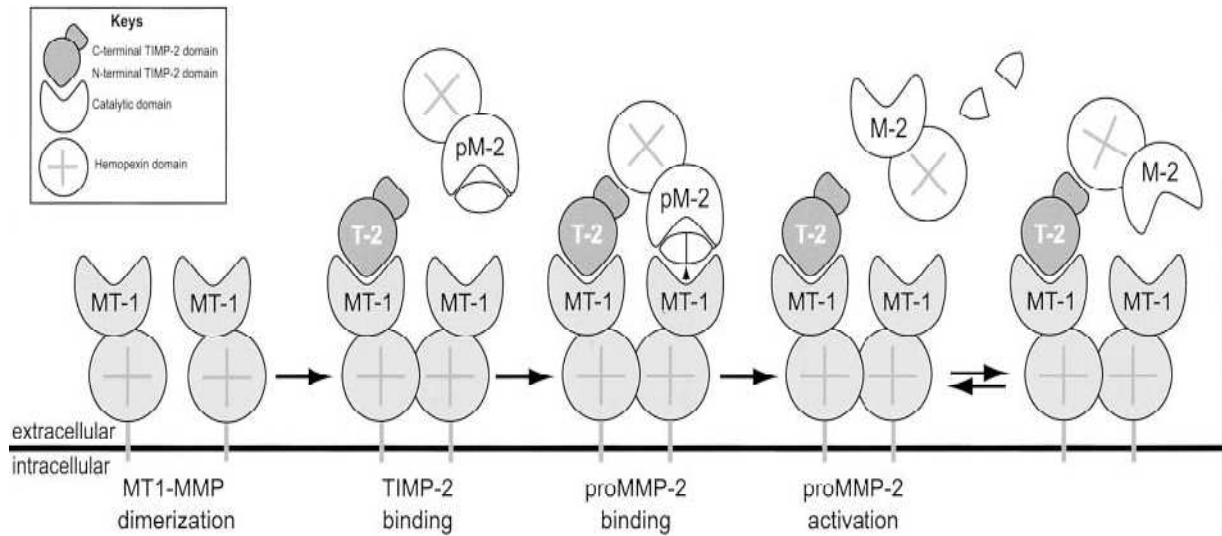 Keys
C-terminal TIMP-2 domain
N-terminal TIMP-2 domain
Catalytic domain
Hemopexin domain
pM-2
M-2
pM-2
M-2
T-2
T-2
T-2
T-2
MT-1 MT-1
MT-1 MT-1
MT-1 MT-1
MT-1 MT-1
MT-1 MT-1
extracellular
intracellular
MT1-MMP
dimerization
TIMP-2
binding
proMMP-2
binding
proMMP-2
activation